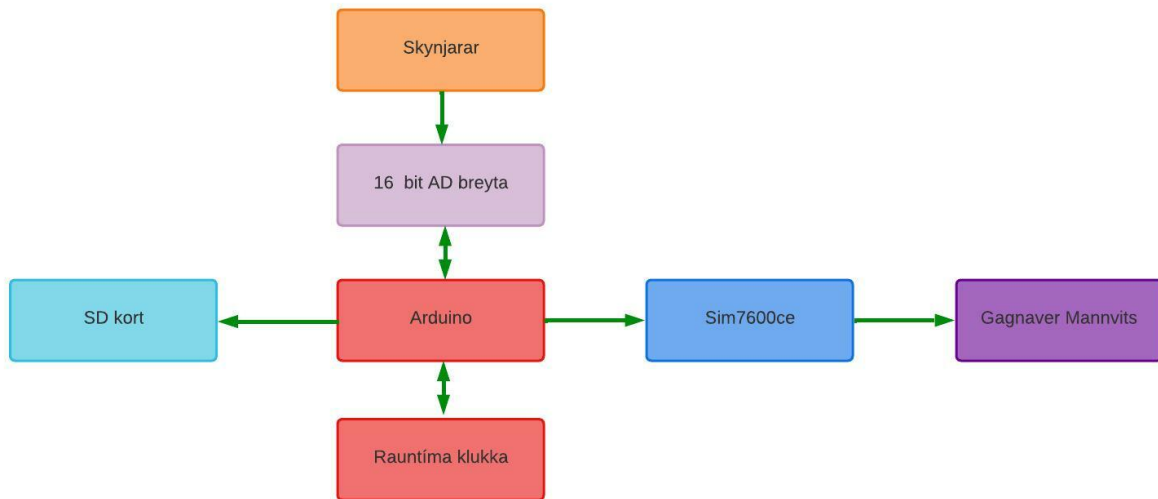 Skynjarar
16 bit AD breyta
SD kort
Arduino
Sim7600ce
Gagnaver Mannvits
Rauntíma klukka